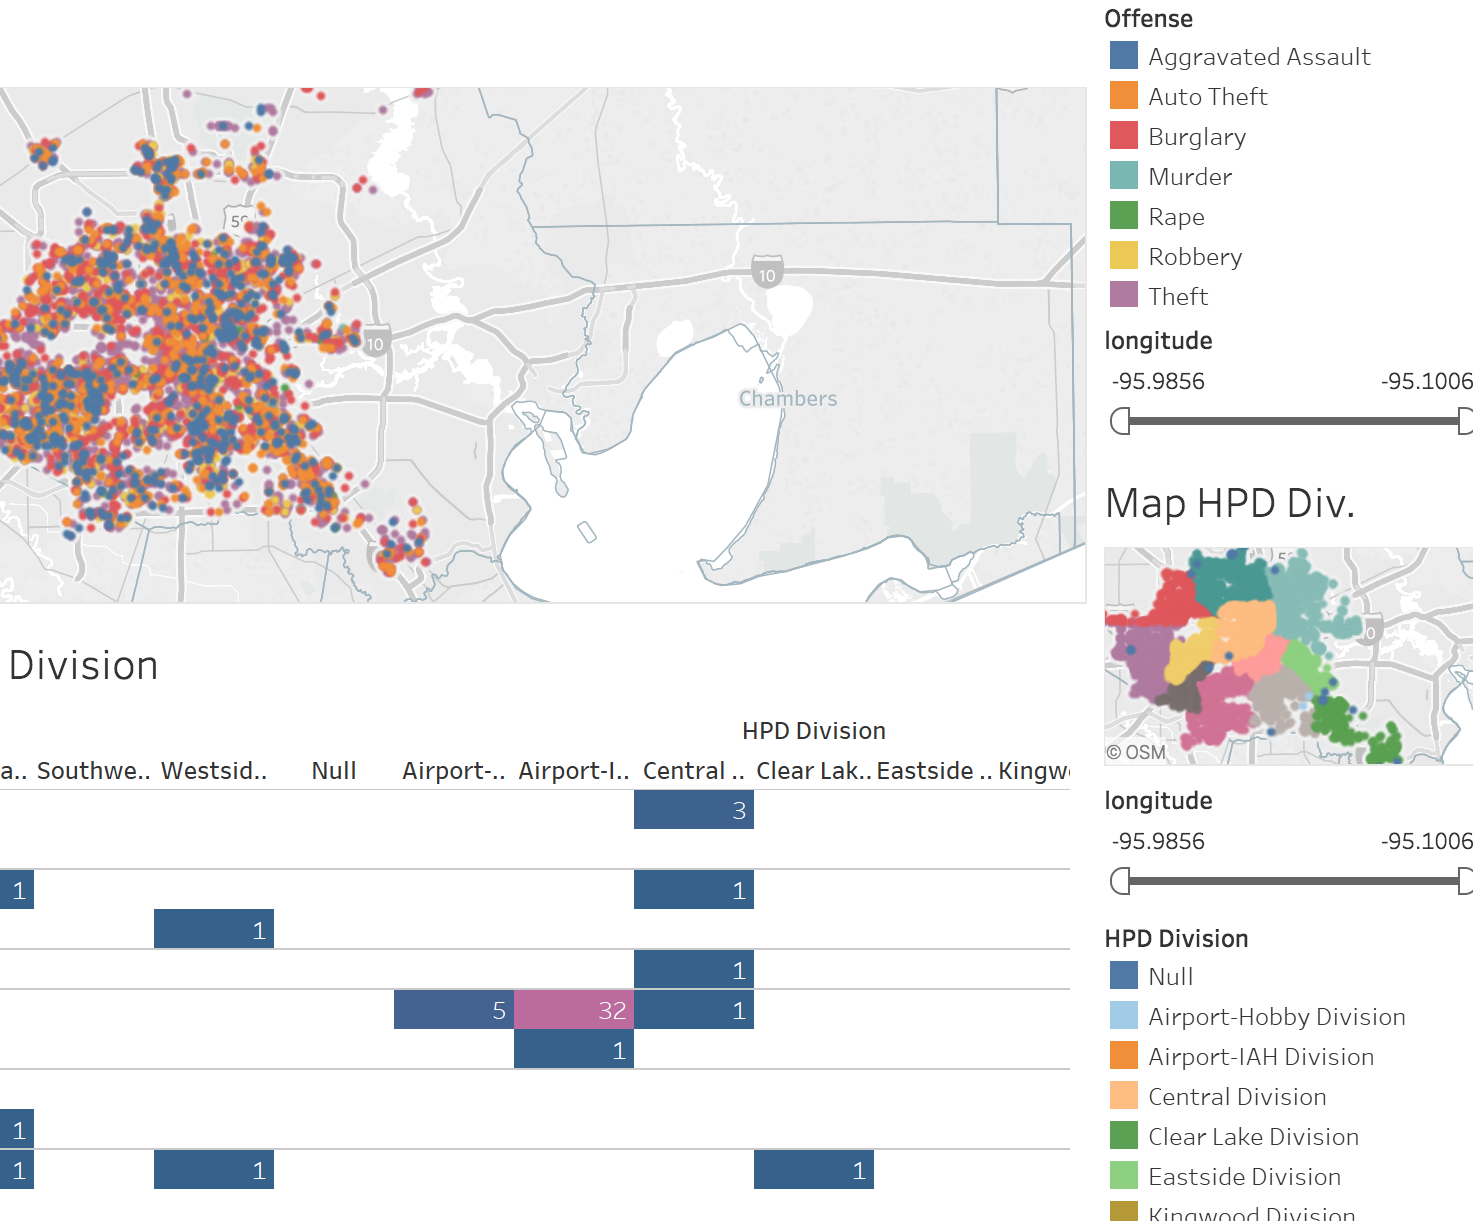 Offense
Aggravated Assault
Auto Theft
Burglary
Murder
Rape
Robbery
Theft
longitude
-95.9856 -95.1006
10
10
Chambers
Map HPD Div.
© OSM
longitude
-95.9856 -95.1006
HPD Division
Null
Airport-Hobby Division
Airport-IAH Division
Central Division
Clear Lake Division
Eastside Division
Kingwood Division
Division
HPD Division
a.. Southwe.. Westsid.. Null Airport-.. Airport-I.. Central .. Clear Lak.. Eastside .. Kingw
3
1 1
1
1
5 32 1
1
1
1 1 1